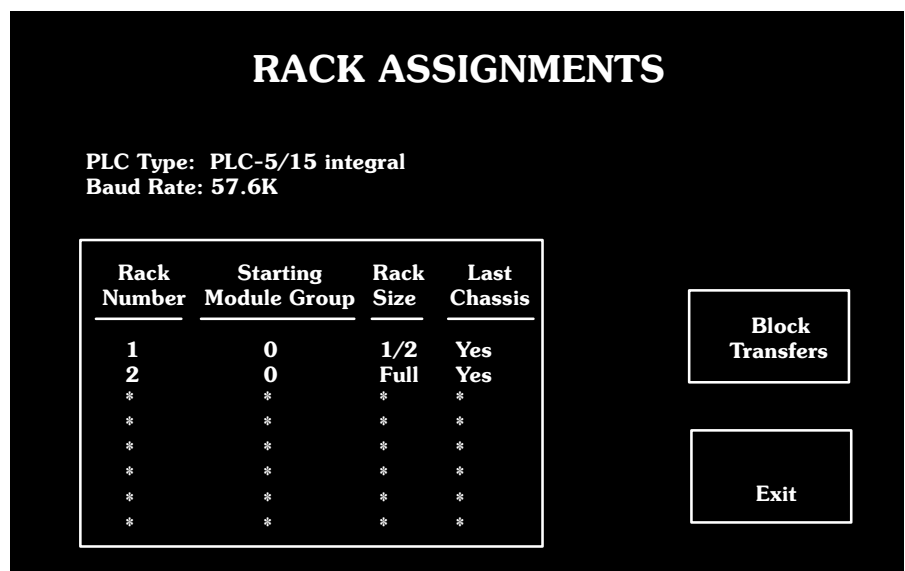 RACK ASSIGNMENTS
PLC Type: PLC-5/15 integral
Baud Rate: 57.6K
Rack Starting Rack Last
Number Module Group Size Chassis
1 0 1/2 Yes
2 0 Full Yes
* * * *
* * * *
* * * *
* * * *
* * * *
* * * *
Block
Transfers
Exit